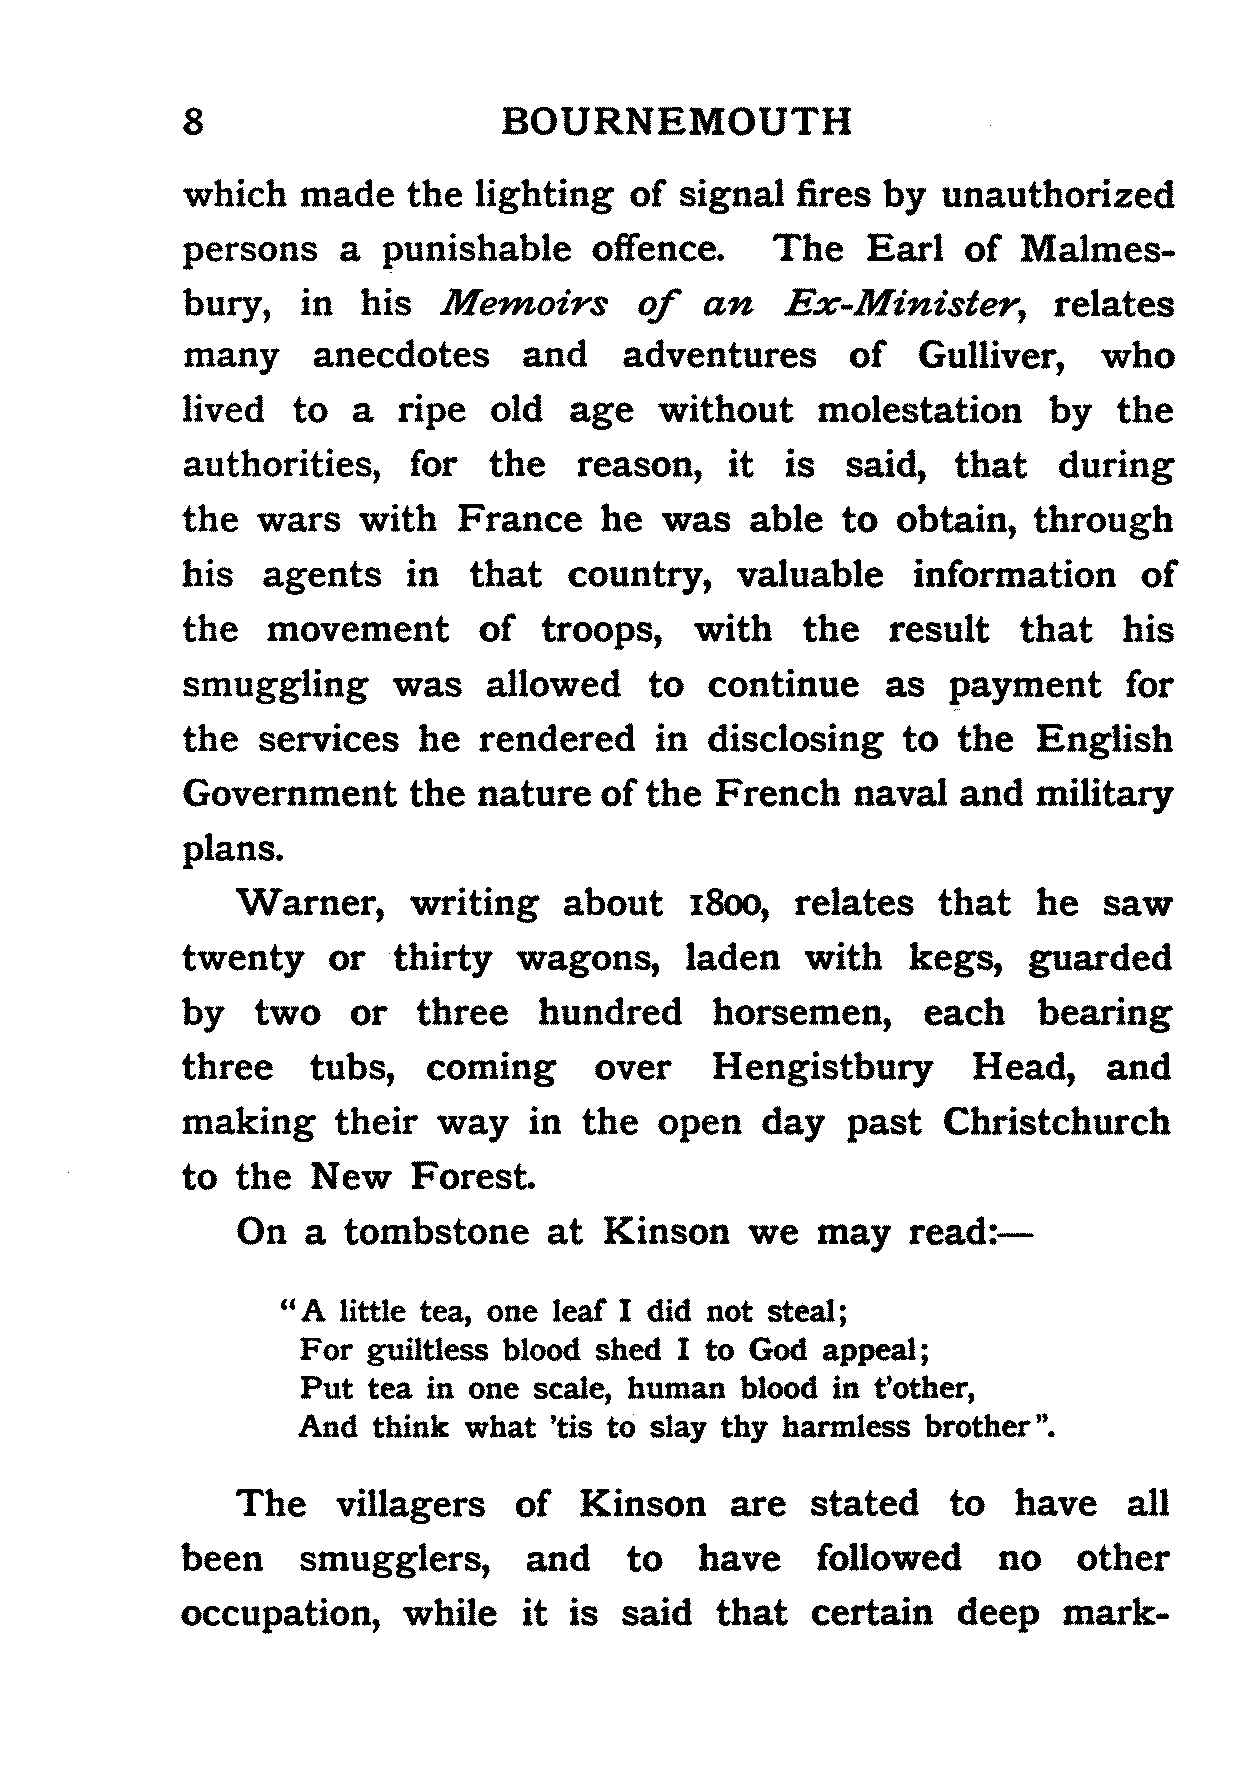 8 BOURNEMOUTH
which made the lighting of signal fires by unauthorized
persons a punishable offence. The Earl of Malmes-
bury, in his Memoirs of an Ex-Minister, relates
many anecdotes and adventures of Gulliver, who
lived to a ripe old age without molestation by the
authorities, for the reason, it is said, that during
the wars with France he was able to obtain, through
his agents in that country, valuable information of
the movement of troops, with the result that his
smuggling was allowed to continue as payment for
the services he rendered in disclosing to the English
Government the nature of the French naval and military
plans.
Warner, writing about 1800, relates that he saw
twenty or thirty wagons, laden with kegs, guarded
by two or three hundred horsemen, each bearing
three tubs, coming over Hengistbury Head, and
making their way in the open day past Christchurch
to the New Forest.
On a tombstone at Kinson we may read:—
"A little tea, one leaf I did not steal;
For guiltless blood shed I to God appeal;
Put tea in one scale, human blood in t'other,
And think what 'tis to slay thy harmless brother".
The villagers of Kinson are stated to have all
been smugglers, and to have followed no other
occupation, while it is said that certain deep mark-